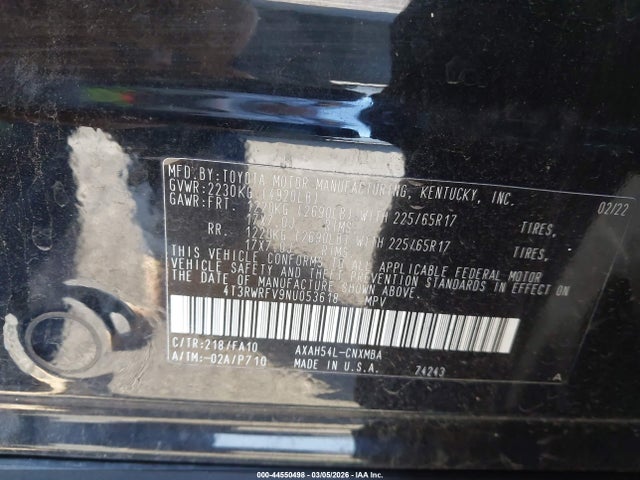 MFD.BY:TOYOTA MOTOR MANUFACTURING, KENTUCKY, INC. 02/22
GVWR:2230KG (4920LB)
GAWR:FRT. 1220KG (2690LB) WITH 225/65R17 TIRES,
RIMS
RR. 1220KG (2690LB) WITH 225/65R17 TIRES,
RIMS
THIS VEHICLE CONFORMS TO ALL APPLICABLE FEDERAL MOTOR
VEHICLE SAFETY AND THEFT PREVENTION STANDARDS
IN EFFECT ON THE DATE OF MANUFACTURE SHOWN ABOVE.
4T3RWRFV9NU053618 MPV
C/TR:218/FA10 AXAH54L-CNXMBA
A/TM:-02A/P710 MADE IN U.S.A. 74243 A
000-44550498 - 03/05/2026 - IAA Inc.